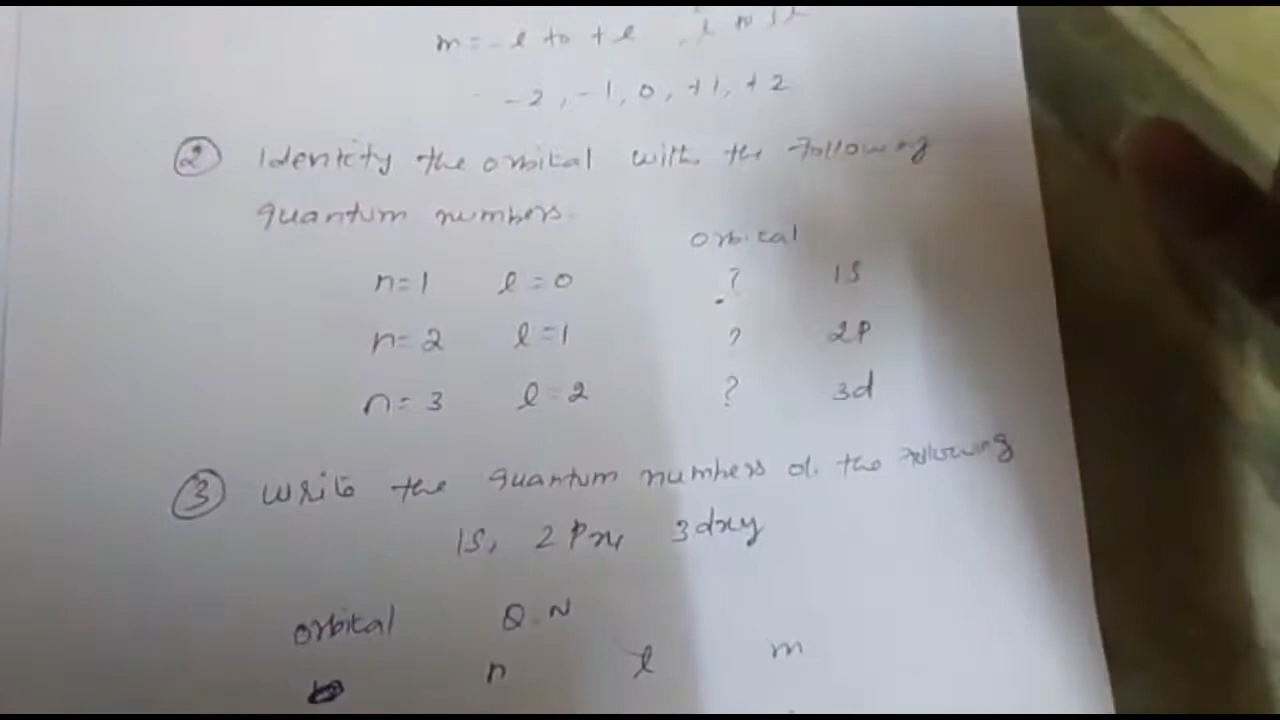 m = -l to +l
-2, -1, 0, +1, +2
② Identity the orbital with the following
quantum numbers.
orbital
n=1 l=0 ? 1S
n=2 l=1 ? 2P
n=3 l=2 ? 3d
③ Write the quantum numbers of the following
1S, 2Px, 3dxy
orbital Q.N
n l m